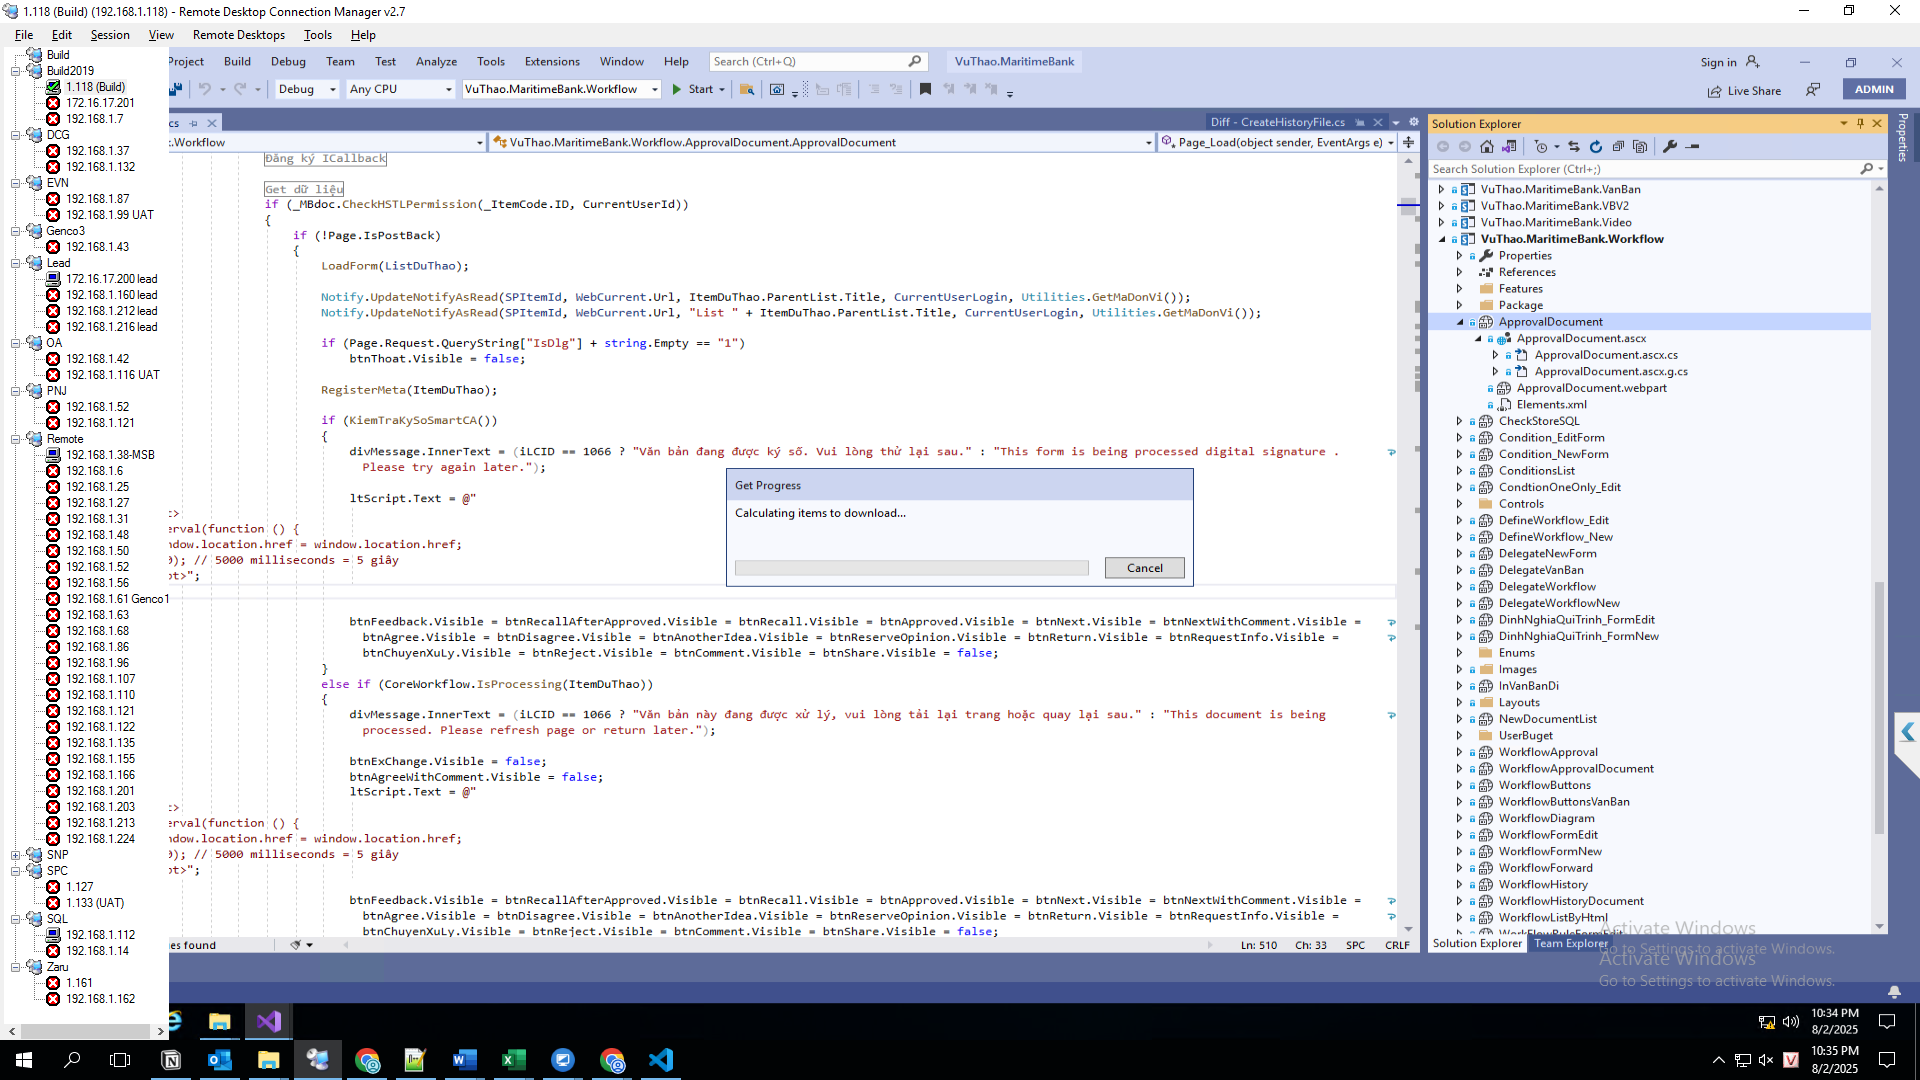 1.118 (Build) (192.168.1.118) - Remote Desktop Connection Manager v2.7
File Edit Session View Remote Desktops Tools Help
Build
Build2019
1.118 (Build)
172.16.17.201
192.168.1.7
DCG
192.168.1.37
192.168.1.132
EVN
192.168.1.87
192.168.1.99 UAT
Genco3
192.168.1.43
Lead
172.16.17.200 lead
192.168.1.160 lead
192.168.1.212 lead
192.168.1.216 lead
OA
192.168.1.42
192.168.1.116 UAT
PNJ
192.168.1.52
192.168.1.121
Remote
192.168.1.38-MSB
192.168.1.6
192.168.1.25
192.168.1.27
192.168.1.31
192.168.1.48
192.168.1.50
192.168.1.52
192.168.1.56
192.168.1.61 Genco1
192.168.1.63
192.168.1.68
192.168.1.86
192.168.1.96
192.168.1.107
192.168.1.110
192.168.1.121
192.168.1.122
192.168.1.135
192.168.1.155
192.168.1.166
192.168.1.201
192.168.1.203
192.168.1.213
192.168.1.224
SNP
SPC
1.127
1.133 (UAT)
SQL
192.168.1.112
192.168.1.14
Zaru
1.161
192.168.1.162
Project Build Debug Team Test Analyze Tools Extensions Window Help Search (Ctrl+Q) VuThao.MaritimeBank Sign in
Debug Any CPU VuThao.MaritimeBank.Workflow Start Live Share ADMIN
cs Diff - CreateHistoryFile.cs
.Workflow VuThao.MaritimeBank.Workflow.ApprovalDocument.ApprovalDocument Page_Load(object sender, EventArgs e)
Đăng ký ICallback
Get dữ liệu
if (_MBdoc.CheckHSTLPermission(_ItemCode.ID, CurrentUserId))
{
if (!Page.IsPostBack)
{
LoadForm(ListDuThao);
Notify.UpdateNotifyAsRead(SPItemId, WebCurrent.Url, ItemDuThao.ParentList.Title, CurrentUserLogin, Utilities.GetMaDonVi());
Notify.UpdateNotifyAsRead(SPItemId, WebCurrent.Url, "List " + ItemDuThao.ParentList.Title, CurrentUserLogin, Utilities.GetMaDonVi());
if (Page.Request.QueryString["IsDlg"] + string.Empty == "1")
btnThoat.Visible = false;
RegisterMeta(ItemDuThao);
if (KiemTraKySoSmartCA())
{
divMessage.InnerText = (iLCID == 1066 ? "Văn bản đang được ký số. Vui lòng thử lại sau." : "This form is being processed digital signature .
Please try again later.");
ltScript.Text = @"
t>
erval(function () {
ndow.location.href = window.location.href;
0); // 5000 milliseconds = 5 giây
pt>";
btnFeedback.Visible = btnRecallAfterApproved.Visible = btnRecall.Visible = btnApproved.Visible = btnNext.Visible = btnNextWithComment.Visible =
btnAgree.Visible = btnDisagree.Visible = btnAnotherIdea.Visible = btnReserveOpinion.Visible = btnReturn.Visible = btnRequestInfo.Visible =
btnChuyenXuLy.Visible = btnReject.Visible = btnComment.Visible = btnShare.Visible = false;
}
else if (CoreWorkflow.IsProcessing(ItemDuThao))
{
divMessage.InnerText = (iLCID == 1066 ? "Văn bản này đang được xử lý, vui lòng tải lại trang hoặc quay lại sau." : "This document is being
processed. Please refresh page or return later.");
btnExChange.Visible = false;
btnAgreeWithComment.Visible = false;
ltScript.Text = @"
t>
erval(function () {
ndow.location.href = window.location.href;
0); // 5000 milliseconds = 5 giây
pt>";
btnFeedback.Visible = btnRecallAfterApproved.Visible = btnRecall.Visible = btnApproved.Visible = btnNext.Visible = btnNextWithComment.Visible =
btnAgree.Visible = btnDisagree.Visible = btnAnotherIdea.Visible = btnReserveOpinion.Visible = btnReturn.Visible = btnRequestInfo.Visible =
btnChuyenXuLy.Visible = btnReject.Visible = btnComment.Visible = btnShare.Visible = false;
Get Progress
Calculating items to download...
Cancel
es found Ln: 510 Ch: 33 SPC CRLF
Solution Explorer
Properties
Search Solution Explorer (Ctrl+;)
VuThao.MaritimeBank.VanBan
VuThao.MaritimeBank.VBV2
VuThao.MaritimeBank.Video
VuThao.MaritimeBank.Workflow
Properties
References
Features
Package
ApprovalDocument
ApprovalDocument.ascx
ApprovalDocument.ascx.cs
ApprovalDocument.ascx.g.cs
ApprovalDocument.webpart
Elements.xml
CheckStoreSQL
Condition_EditForm
Condition_NewForm
ConditionsList
CondtionOneOnly_Edit
Controls
DefineWorkflow_Edit
DefineWorkflow_New
DelegateNewForm
DelegateVanBan
DelegateWorkflow
DelegateWorkflowNew
DinhNghiaQuiTrinh_FormEdit
DinhNghiaQuiTrinh_FormNew
Enums
Images
InVanBanDi
Layouts
NewDocumentList
UserBuget
WorkflowApproval
WorkflowApprovalDocument
WorkflowButtons
WorkflowButtonsVanBan
WorkflowDiagram
WorkflowFormEdit
WorkflowFormNew
WorkflowForward
WorkflowHistory
WorkflowHistoryDocument
WorkflowListByHtml
WorkFlowRuleFormEdit
Solution Explorer Team Explorer
Activate Windows
Go to Settings to activate Windows.
Activate Windows
Go to Settings to activate Windows.
10:34 PM
8/2/2025
10:35 PM
8/2/2025